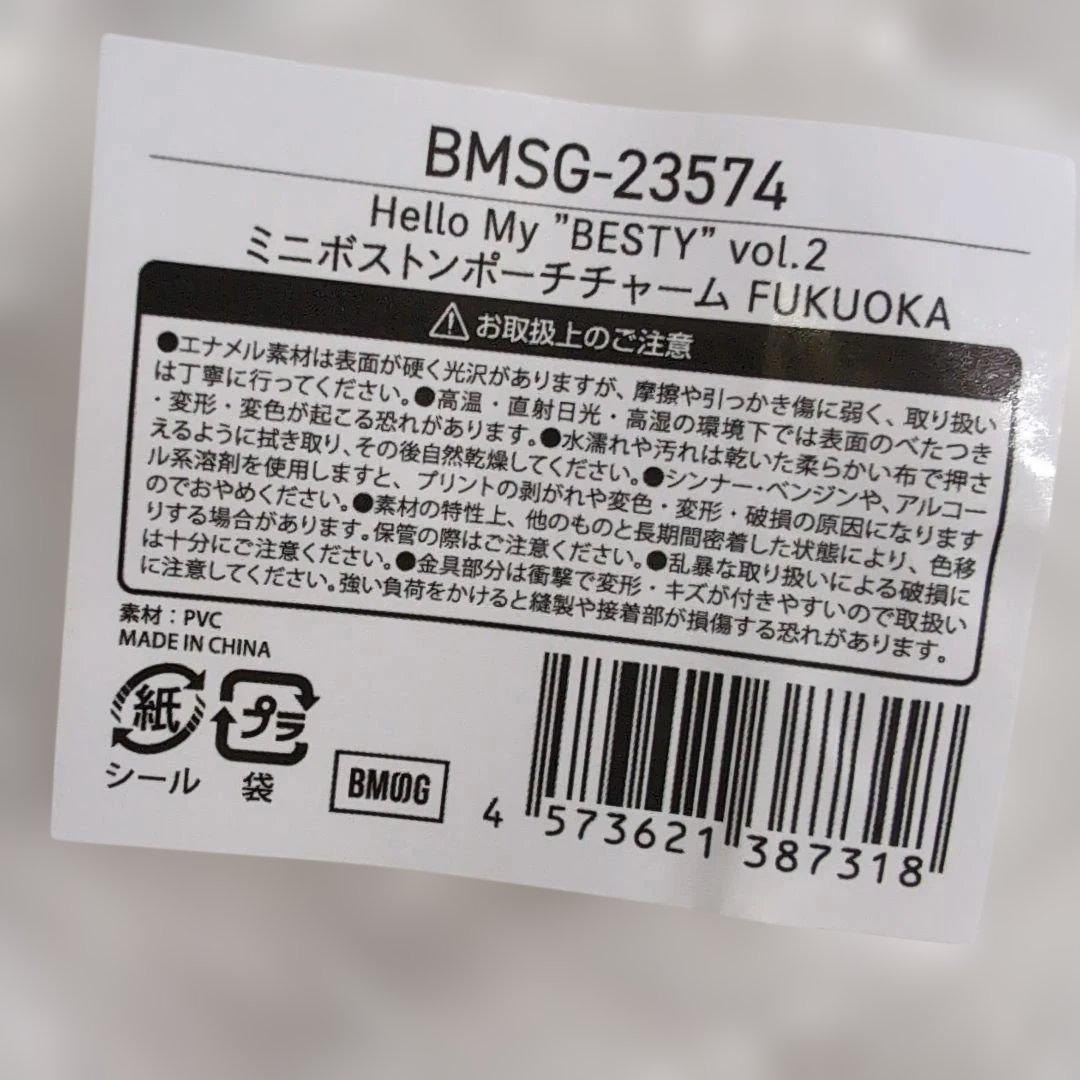 BMSG-23574
Hello My ”BESTY” vol.2
ミニボストンポーチチャーム FUKUOKA
お取扱上のご注意
●エナメル素材は表面が硬く光沢がありますが、摩擦や引っかき傷に弱く、取り扱い
は丁寧に行ってください。●高温・直射日光・高湿の環境下では表面のべたつき
・変形・変色が起こる恐れがあります。●水濡れや汚れは乾いた柔らかい布で押さ
えるように拭き取り、その後自然乾燥してください。●シンナー・ベンジンや、アルコー
ル系溶剤を使用しますと、プリントの剥がれや変色・変形・破損の原因になります
のでおやめください。●素材の特性上、他のものと長期間密着した状態により、色移
りする場合があります。保管の際はご注意ください。●乱暴な取り扱いによる破損に
は十分にご注意ください。●金具部分は衝撃で変形・キズが付きやすいので取扱い
に注意してください。強い負荷をかけると縫製や接着部が損傷する恐れがあります。
素材：PVC
MADE IN CHINA
紙
プラ
シール
袋
BMSG
4 573621 387318